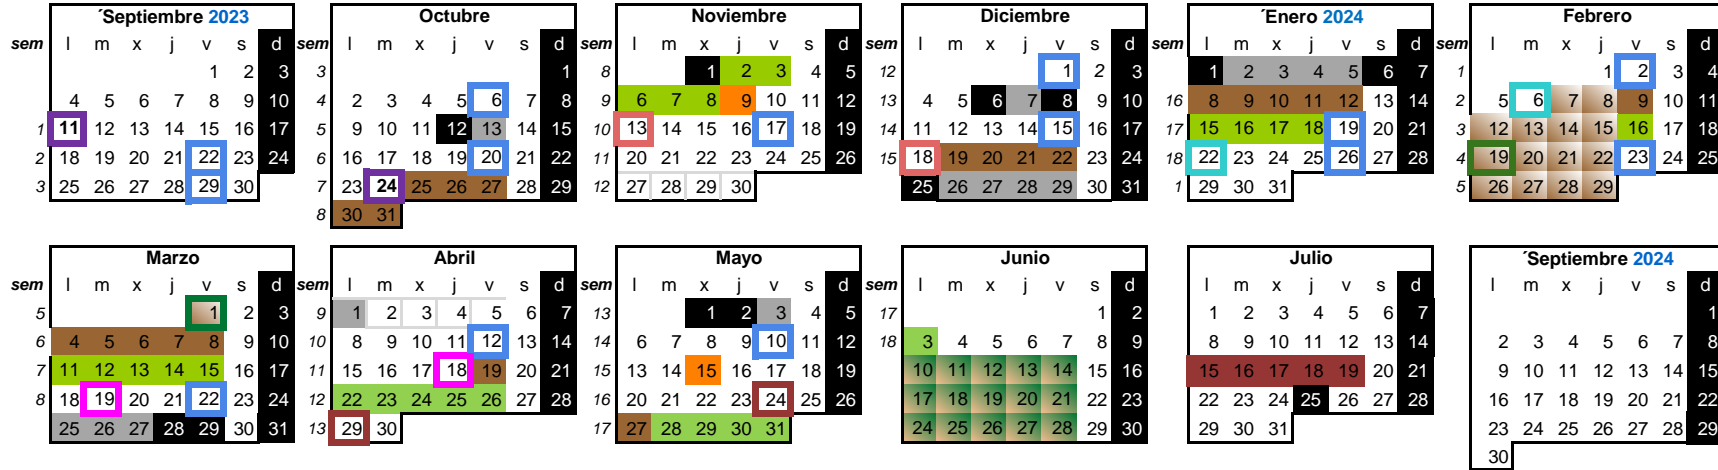 ´Septiembre 2023
sem l m x j v s d
1 2 3
4 5 6 7 8 9 10
1 11 12 13 14 15 16 17
2 18 19 20 21 22 23 24
3 25 26 27 28 29 30
Octubre
sem l m x j v s d
3 1
4 2 3 4 5 6 7 8
5 9 10 11 12 13 14 15
6 16 17 18 19 20 21 22
7 23 24 25 26 27 28 29
8 30 31
Noviembre
sem l m x j v s d
8 1 2 3 4 5
9 6 7 8 9 10 11 12
10 13 14 15 16 17 18 19
11 20 21 22 23 24 25 26
12 27 28 29 30
Diciembre
sem l m x j v s d
12 1 2 3
13 4 5 6 7 8 9 10
14 11 12 13 14 15 16 17
15 18 19 20 21 22 23 24
25 26 27 28 29 30 31
´Enero 2024
sem l m x j v s d
1 2 3 4 5 6 7
16 8 9 10 11 12 13 14
17 15 16 17 18 19 20 21
18 22 23 24 25 26 27 28
1 29 30 31
Febrero
sem l m x j v s d
1 1 2 3 4
2 5 6 7 8 9 10 11
3 12 13 14 15 16 17 18
4 19 20 21 22 23 24 25
5 26 27 28 29
Marzo
sem l m x j v s d
5 1 2 3
6 4 5 6 7 8 9 10
7 11 12 13 14 15 16 17
8 18 19 20 21 22 23 24
25 26 27 28 29 30 31
Abril
sem l m x j v s d
9 1 2 3 4 5 6 7
10 8 9 10 11 12 13 14
11 15 16 17 18 19 20 21
12 22 23 24 25 26 27 28
13 29 30
Mayo
sem l m x j v s d
13 1 2 3 4 5
14 6 7 8 9 10 11 12
15 13 14 15 16 17 18 19
16 20 21 22 23 24 25 26
17 27 28 29 30 31
Junio
sem l m x j v s d
17 1 2
18 3 4 5 6 7 8 9
10 11 12 13 14 15 16
17 18 19 20 21 22 23
24 25 26 27 28 29 30
Julio
l m x j v s d
1 2 3 4 5 6 7
8 9 10 11 12 13 14
15 16 17 18 19 20 21
22 23 24 25 26 27 28
29 30 31
´Septiembre 2024
l m x j v s d
1
2 3 4 5 6 7 8
9 10 11 12 13 14 15
16 17 18 19 20 21 22
23 24 25 26 27 28 29
30